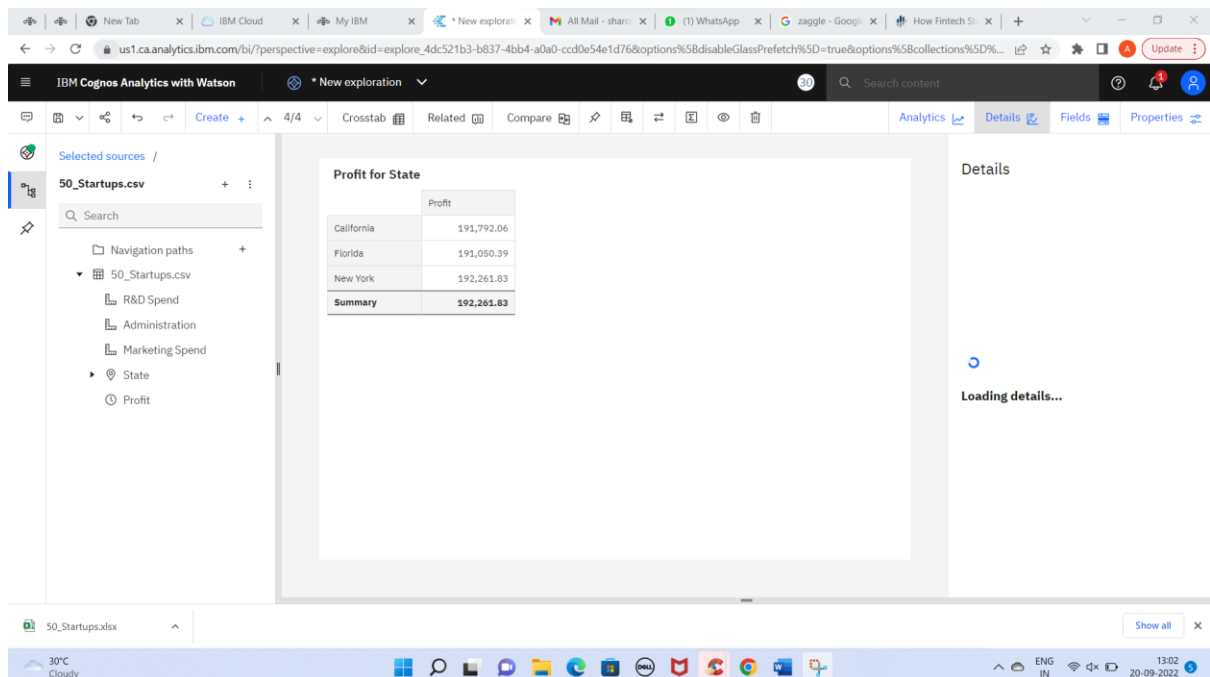 New Tab
IBM Cloud
My IBM
* New explorati
All Mail - sharo
(1) WhatsApp
zaggle - Google
How Fintech St
us1.ca.analytics.ibm.com/bi/?perspective=explore&id=explore_4dc521b3-b837-4bb4-a0a0-ccd0e54e1d76&options%5BdisableGlassPrefetch%5D=true&options%5Bcollections%5D%...
A
Update
IBM Cognos Analytics with Watson
* New exploration
30
Search content
Create +
4/4
Crosstab
Related
Compare
Analytics
Details
Fields
Properties
Selected sources /
50_Startups.csv
Search
Navigation paths
50_Startups.csv
R&D Spend
Administration
Marketing Spend
State
Profit
Profit for State
Profit
California 191,792.06
Florida 191,050.39
New York 192,261.83
Summary 192,261.83
Details
Loading details...
50_Startups.xlsx
Show all
30°C
Cloudy
DELL
ENG
IN
13:02
20-09-2022
5